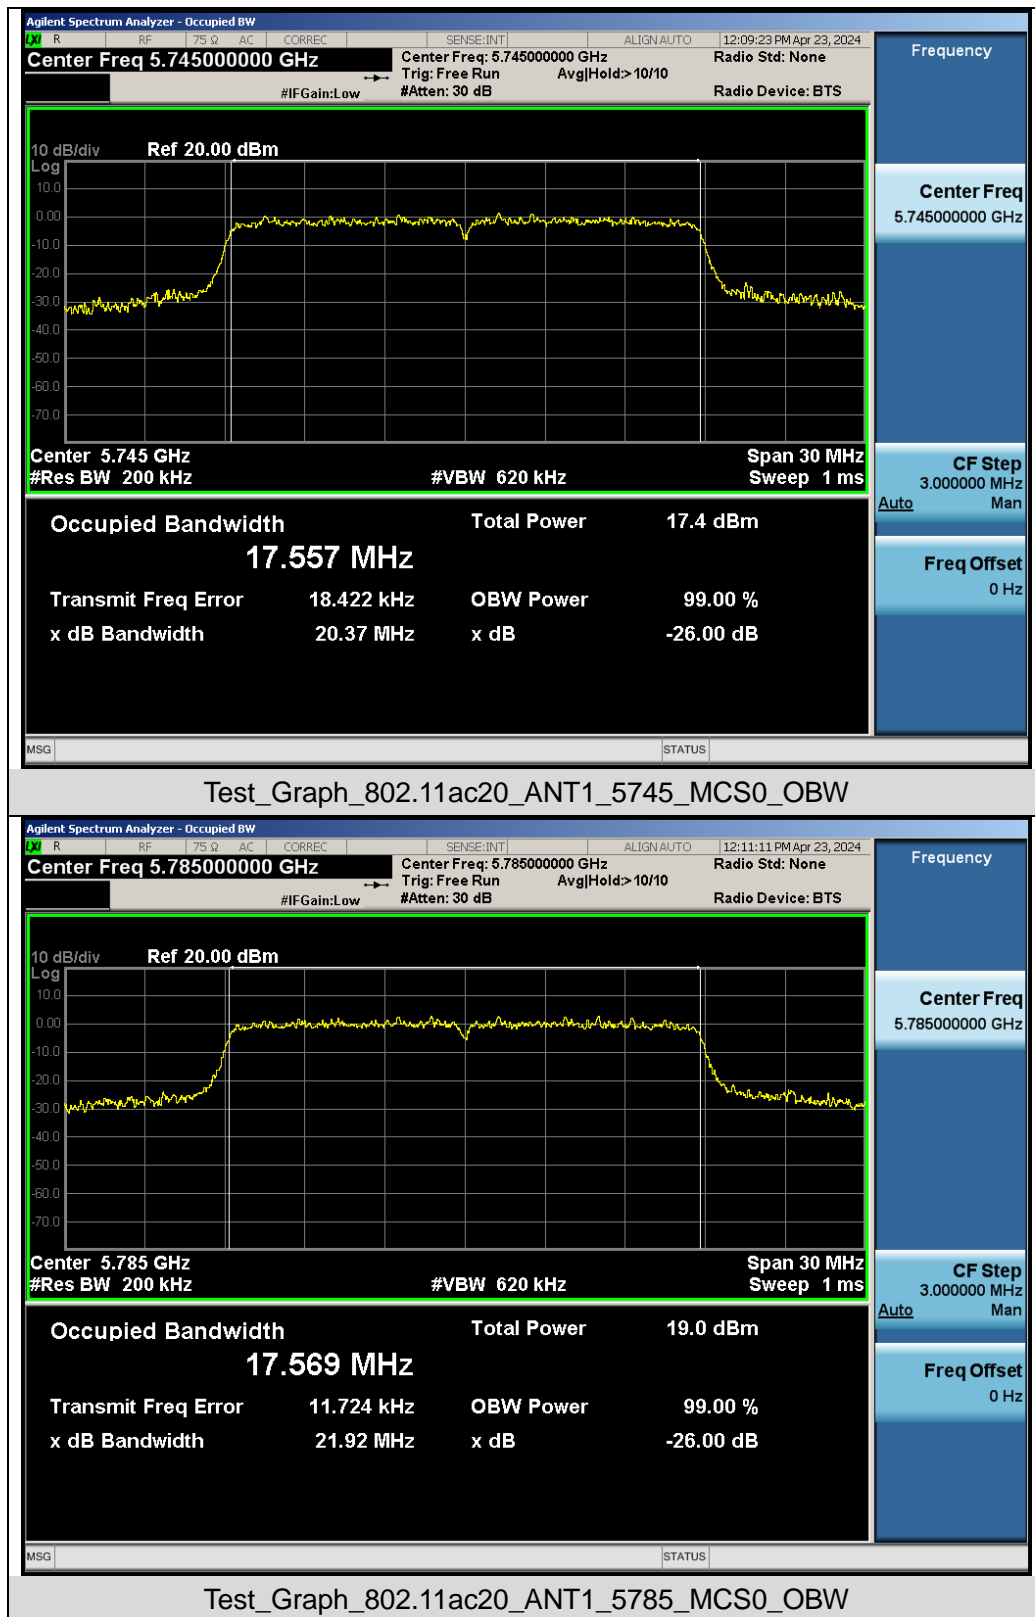 Agilent Spectrum Analyzer - Occupied BW
LXI R RF 75 Ω AC CORREC SENSE:INT ALIGN AUTO 12:09:23 PM Apr 23, 2024
Center Freq 5.745000000 GHz
Center Freq: 5.745000000 GHz
Radio Std: None
Trig: Free Run Avg|Hold:> 10/10
#IFGain:Low #Atten: 30 dB Radio Device: BTS
Frequency
10 dB/div Ref 20.00 dBm
Log
10.0
0.00
-10.0
-20.0
-30.0
-40.0
-50.0
-60.0
-70.0
Center 5.745 GHz Span 30 MHz
#Res BW 200 kHz #VBW 620 kHz Sweep 1 ms
Center Freq
5.745000000 GHz
CF Step
3.000000 MHz
Auto Man
Freq Offset
0 Hz
Occupied Bandwidth Total Power 17.4 dBm
17.557 MHz
Transmit Freq Error 18.422 kHz OBW Power 99.00 %
x dB Bandwidth 20.37 MHz x dB -26.00 dB
MSG STATUS
Test_Graph_802.11ac20_ANT1_5745_MCS0_OBW
Agilent Spectrum Analyzer - Occupied BW
LXI R RF 75 Ω AC CORREC SENSE:INT ALIGN AUTO 12:11:11 PM Apr 23, 2024
Center Freq 5.785000000 GHz
Center Freq: 5.785000000 GHz
Radio Std: None
Trig: Free Run Avg|Hold:> 10/10
#IFGain:Low #Atten: 30 dB Radio Device: BTS
Frequency
10 dB/div Ref 20.00 dBm
Log
10.0
0.00
-10.0
-20.0
-30.0
-40.0
-50.0
-60.0
-70.0
Center 5.785 GHz Span 30 MHz
#Res BW 200 kHz #VBW 620 kHz Sweep 1 ms
Center Freq
5.785000000 GHz
CF Step
3.000000 MHz
Auto Man
Freq Offset
0 Hz
Occupied Bandwidth Total Power 19.0 dBm
17.569 MHz
Transmit Freq Error 11.724 kHz OBW Power 99.00 %
x dB Bandwidth 21.92 MHz x dB -26.00 dB
MSG STATUS
Test_Graph_802.11ac20_ANT1_5785_MCS0_OBW